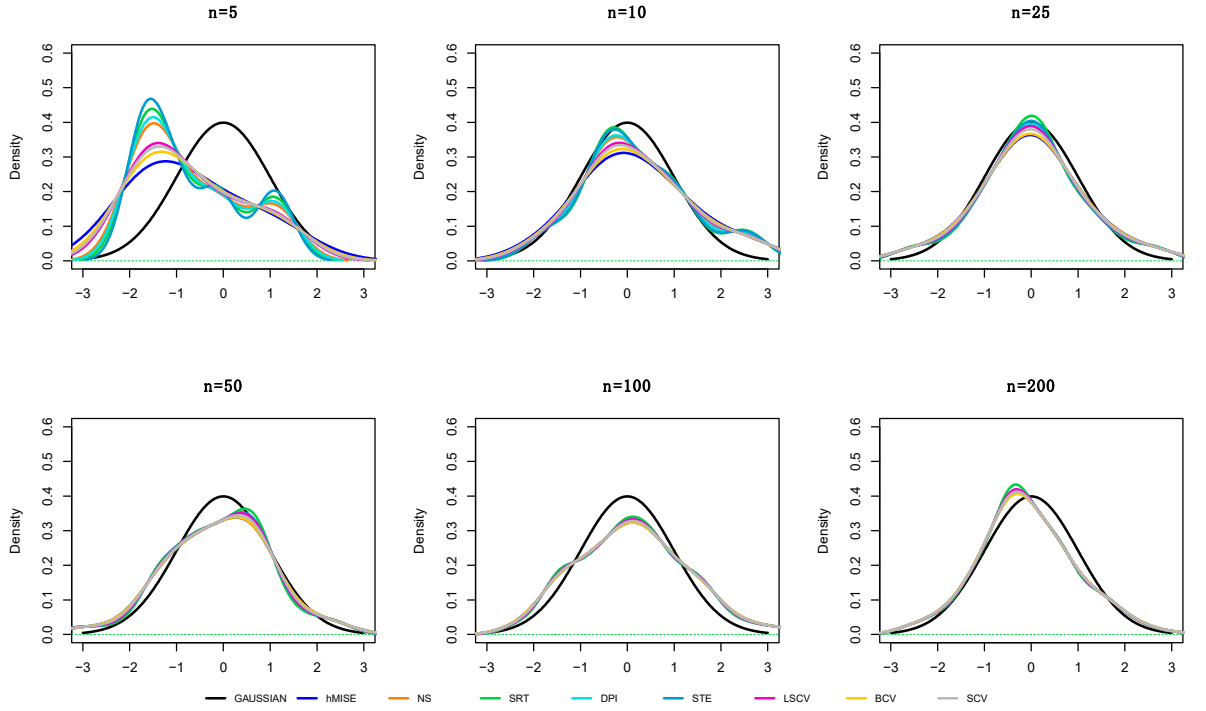 n=5 n=10 n=25
0.6 0.6 0.6
0.5 0.5 0.5
0.4 0.4 0.4
0.3 0.3 0.3
0.2 0.2 0.2
0.1 0.1 0.1
0.0 0.0 0.0
Density Density Density
−3 −2 −1 0 1 2 3 −3 −2 −1 0 1 2 3 −3 −2 −1 0 1 2 3
n=50 n=100 n=200
0.6 0.6 0.6
0.5 0.5 0.5
0.4 0.4 0.4
0.3 0.3 0.3
0.2 0.2 0.2
0.1 0.1 0.1
0.0 0.0 0.0
Density Density Density
−3 −2 −1 0 1 2 3 −3 −2 −1 0 1 2 3 −3 −2 −1 0 1 2 3
GAUSSIAN hMISE NS SRT DPI STE LSCV BCV SCV